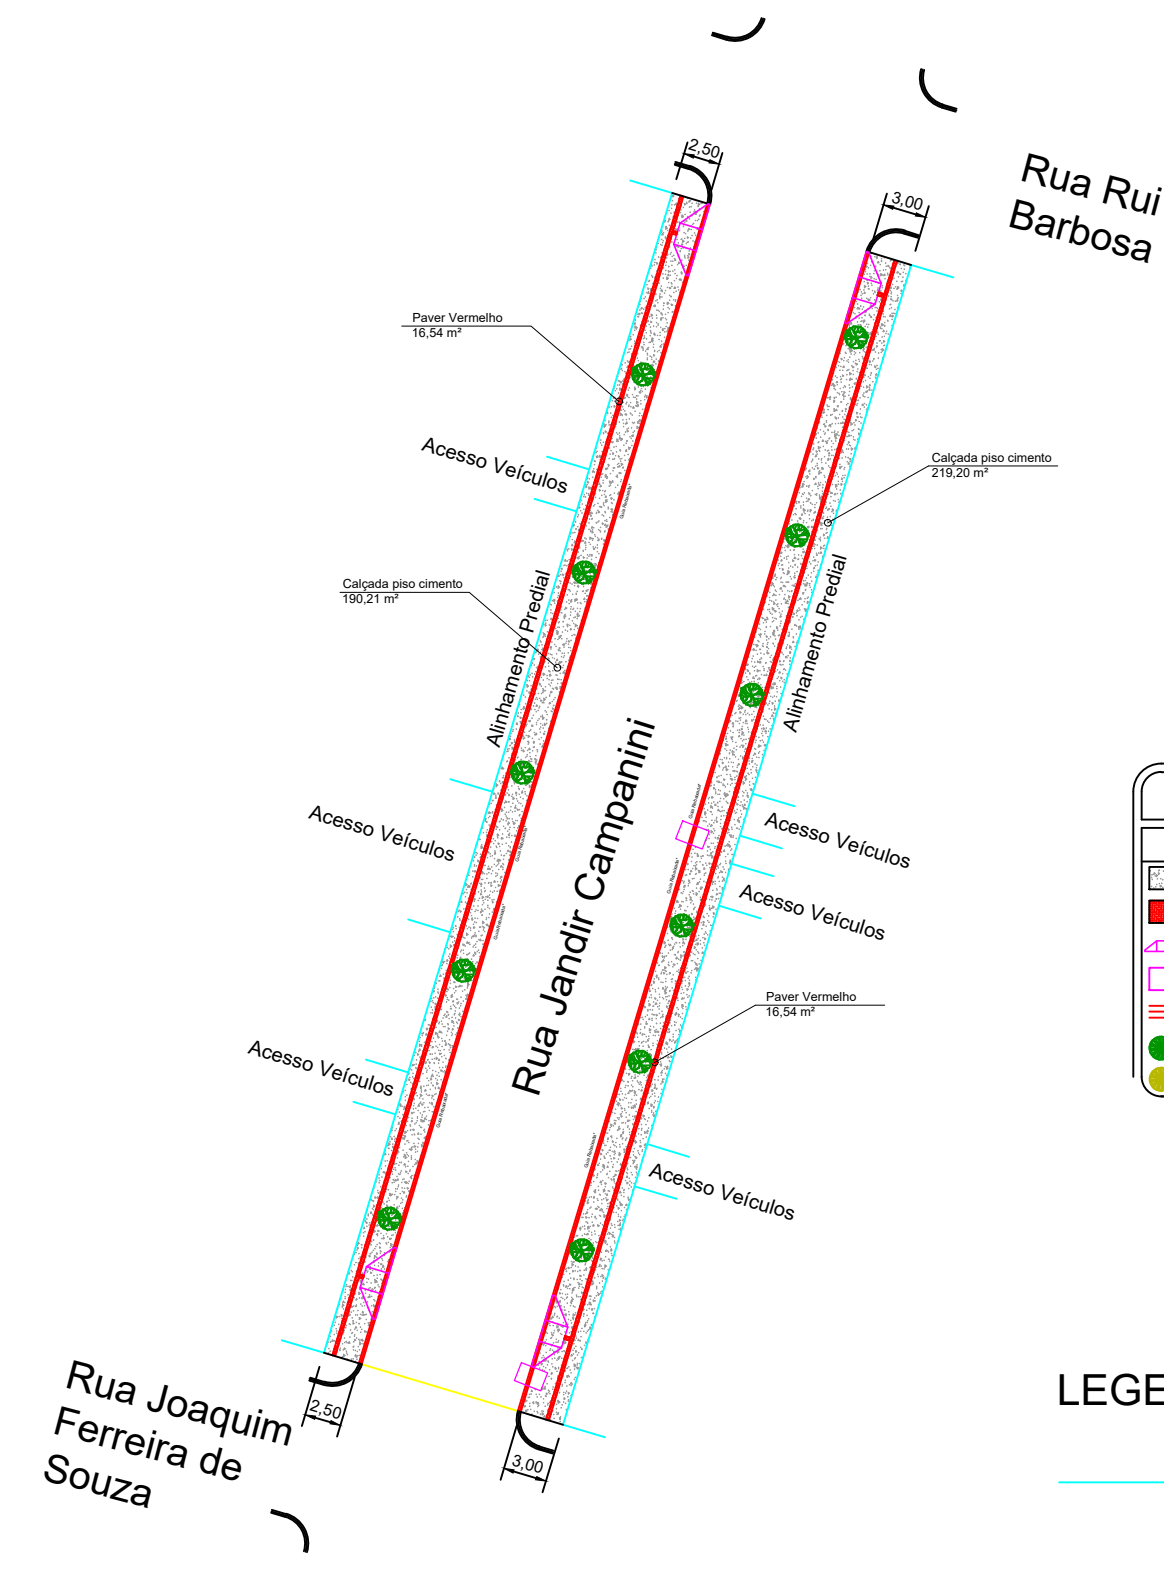 2,50
3,00
Rua Rui
Barbosa
Paver Vermelho
16,54 m²
Acesso Veículos
Calçada piso cimento
219,20 m²
Calçada piso cimento
190,21 m²
Alinhamento Predial
Alinhamento Predial
Rua Jandir Campanini
Acesso Veículos
Acesso Veículos
Acesso Veículos
Paver Vermelho
16,54 m²
Acesso Veículos
Acesso Veículos
Rua Joaquim
Ferreira de
Souza
2,50
3,00
LEGE